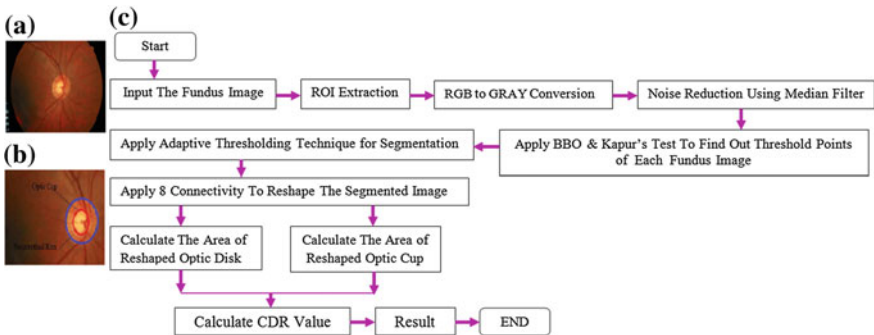 (a)
(c)
Start
Input The Fundus Image
ROI Extraction
RGB to GRAY Conversion
Noise Reduction Using Median Filter
Apply BBO & Kapur's Test To Find Out Threshold Points
of Each Fundus Image
Apply Adaptive Thresholding Technique for Segmentation
(b)
Optic Cup
Apply 8 Connectivity To Reshape The Segmented Image
Calculate The Area of
Reshaped Optic Disk
Calculate The Area of
Reshaped Optic Cup
Calculate CDR Value
Result
END